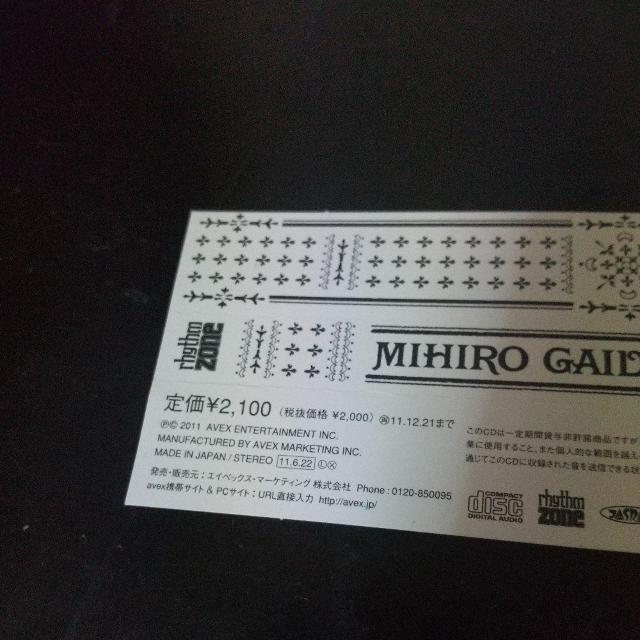 rhythm zone
MIHIRO
定価¥2,100（税抜価格 ¥2,000）㊢11.12.21まで
Ⓟ© 2011 AVEX ENTERTAINMENT INC.
MANUFACTURED BY AVEX MARKETING INC.
MADE IN JAPAN / STEREO 11.6.22 Ⓛ Ⓧ
発売・販売元：エイベックス・マーケティング株式会社 Phone : 0120-850095
avex携帯サイト & PCサイト：URL直接入力 http://avex.jp/
このCDは一定期間貸与非許諾商品ですが
業に使用すること、また個人的な範囲を越え
通じてこのCDに収録された音を送信できる状
COMPACT disc DIGITAL AUDIO
rhythm zone